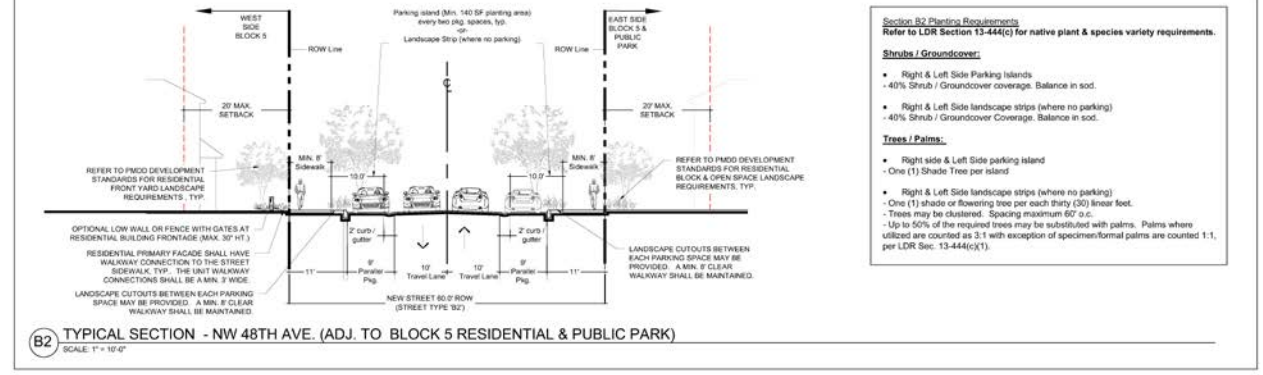 WEST
SIDE
BLOCK 5
ROW Line
Parking island (Min. 140 SF planting area)
every two pkg. spaces, typ.
-or-
Landscape Strip (where no parking)
ROW Line
EAST SIDE
BLOCK 5 &
PUBLIC
PARK
20' MAX.
SETBACK
20' MAX.
SETBACK
MIN. 8'
Sidewalk
10.0'
10.0'
MIN. 8'
Sidewalk
REFER TO PMDD DEVELOPMENT
STANDARDS FOR RESIDENTIAL
FRONT YARD LANDSCAPE
REQUIREMENTS , TYP.
REFER TO PMDD DEVELOPMENT
STANDARDS FOR RESIDENTIAL
BLOCK & OPEN SPACE LANDSCAPE
REQUIREMENTS, TYP.
OPTIONAL LOW WALL OR FENCE WITH GATES AT
RESIDENTIAL BUILDING FRONTAGE (MAX. 30" HT.)
RESIDENTIAL PRIMARY FACADE SHALL HAVE
WALKWAY CONNECTION TO THE STREET
SIDEWALK, TYP.. THE UNIT WALKWAY
CONNECTIONS SHALL BE A MIN. 3' WIDE.
LANDSCAPE CUTOUTS BETWEEN EACH PARKING
SPACE MAY BE PROVIDED. A MIN. 8' CLEAR
WALKWAY SHALL BE MAINTAINED.
2' curb /
gutter
2' curb /
gutter
11'
9'
Parallel
Pkg.
10'
Travel Lane
10'
Travel Lane
9'
Parallel
Pkg.
11'
LANDSCAPE CUTOUTS BETWEEN
EACH PARKING SPACE MAY BE
PROVIDED. A MIN. 8' CLEAR
WALKWAY SHALL BE MAINTAINED.
NEW STREET 60.0' ROW
(STREET TYPE 'B2')
B2
TYPICAL SECTION - NW 48TH AVE. (ADJ. TO BLOCK 5 RESIDENTIAL & PUBLIC PARK)
SCALE: 1" = 10'-0"
Section B2 Planting Requirements
Refer to LDR Section 13-444(c) for native plant & species variety requirements.
Shrubs / Groundcover:
• Right & Left Side Parking Islands
- 40% Shrub / Groundcover coverage. Balance in sod.
• Right & Left Side landscape strips (where no parking)
- 40% Shrub / Groundcover Coverage. Balance in sod.
Trees / Palms:
• Right side & Left Side parking island
- One (1) Shade Tree per island
• Right & Left Side landscape strips (where no parking)
- One (1) shade or flowering tree per each thirty (30) linear feet.
- Trees may be clustered. Spacing maximum 60' o.c.
- Up to 50% of the required trees may be substituted with palms. Palms where
utilized are counted as 3:1 with exception of specimen/formal palms are counted 1:1,
per LDR Sec. 13-444(c)(1).